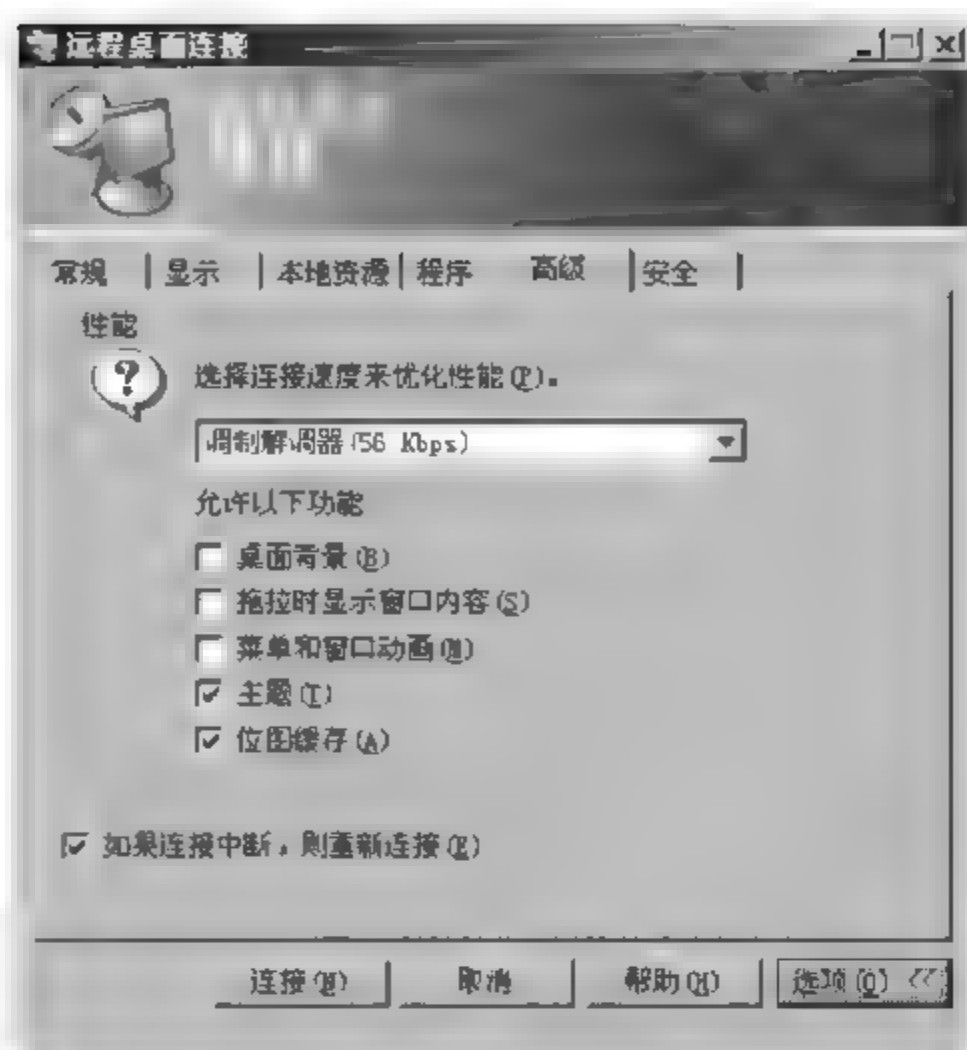 远程桌面连接
常规 显示 本地资源 程序 高级 安全
性能
?
选择连接速度来优化性能(P)。
调制解调器(56 Kbps)
允许以下功能
桌面背景(B)
拖拉时显示窗口内容(S)
菜单和窗口动画(M)
主题(T)
位图缓存(A)
如果连接中断，则重新连接(R)
连接(N) 取消 帮助(H) 选项(O) <<